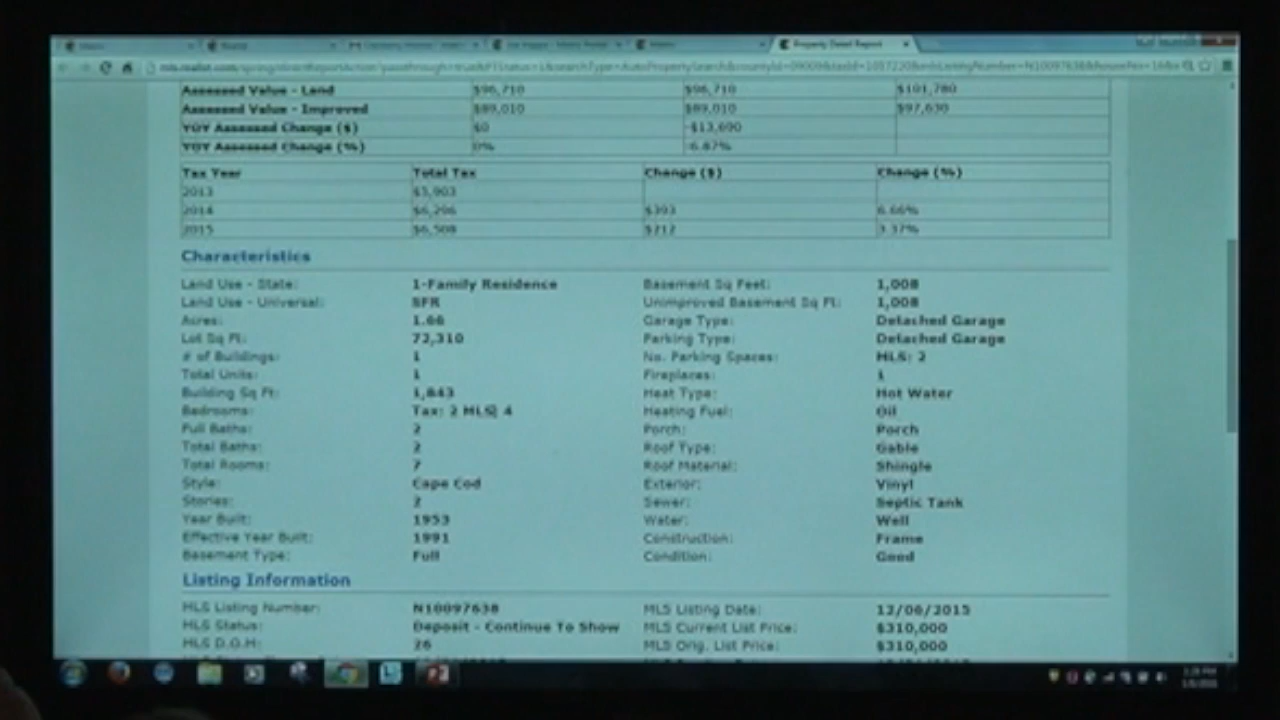 Property Detail Report
Assessed Value - Land $96,710 $96,710 $101,780
Assessed Value - Improved $89,010 $89,010 $97,630
YOY Assessed Change ($) $0 -$13,690
YOY Assessed Change (%) 0% -6.87%
Tax Year Total Tax Change ($) Change (%)
2013 $5,903
2014 $6,296 $393 6.66%
2015 $6,508 $212 3.37%
Characteristics
Land Use - State: 1-Family Residence Basement Sq Feet: 1,008
Land Use - Universal: SFR Unimproved Basement Sq Ft: 1,008
Acres: 1.66 Garage Type: Detached Garage
Lot Sq Ft: 72,310 Parking Type: Detached Garage
# of Buildings: 1 No. Parking Spaces: MLS: 2
Total Units: 1 Fireplaces: 1
Building Sq Ft: 1,843 Heat Type: Hot Water
Bedrooms: Tax: 2 MLS: 4 Heating Fuel: Oil
Full Baths: 2 Porch: Porch
Total Baths: 2 Roof Type: Gable
Total Rooms: 7 Roof Material: Shingle
Style: Cape Cod Exterior: Vinyl
Stories: 2 Sewer: Septic Tank
Year Built: 1953 Water: Well
Effective Year Built: 1991 Construction: Frame
Basement Type: Full Condition: Good
Listing Information
MLS Listing Number: N10097638 MLS Listing Date: 12/06/2015
MLS Status: Deposit - Continue To Show MLS Current List Price: $310,000
MLS D.O.M: 26 MLS Orig. List Price: $310,000